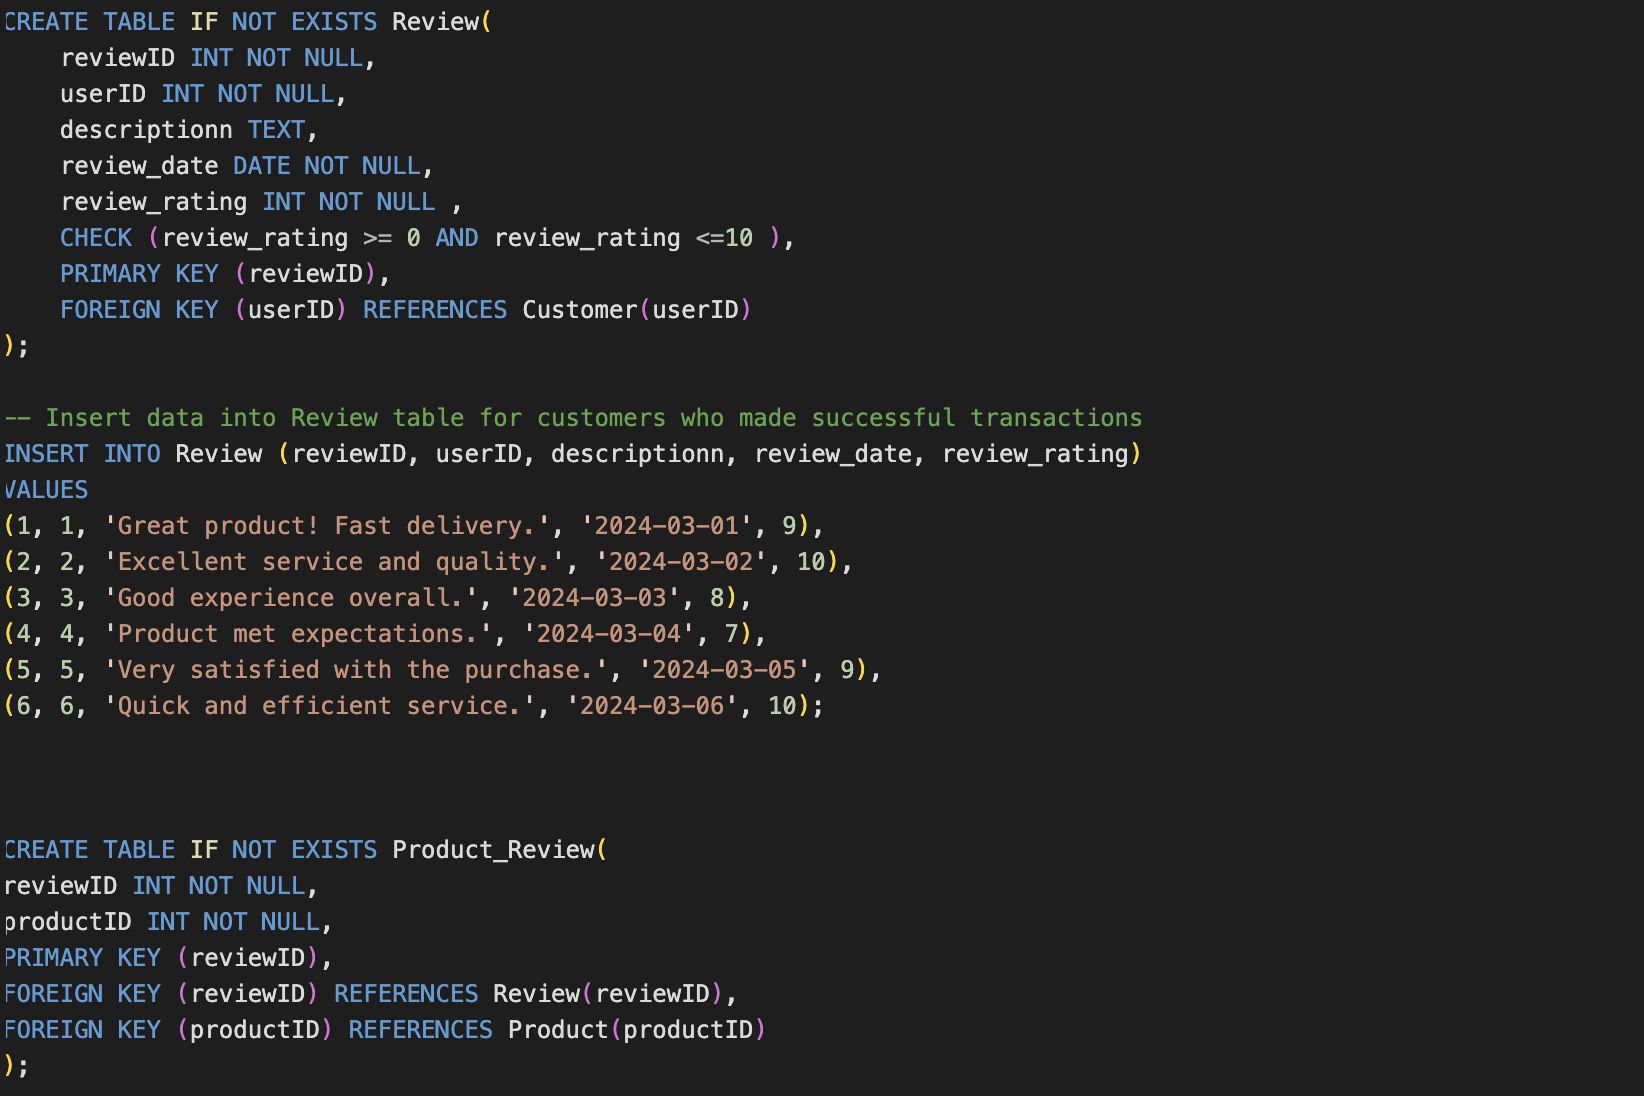 CREATE TABLE IF NOT EXISTS Review(
reviewID INT NOT NULL,
userID INT NOT NULL,
descriptionn TEXT,
review_date DATE NOT NULL,
review_rating INT NOT NULL ,
CHECK (review_rating >= 0 AND review_rating <=10 ),
PRIMARY KEY (reviewID),
FOREIGN KEY (userID) REFERENCES Customer(userID)
);
-- Insert data into Review table for customers who made successful transactions
INSERT INTO Review (reviewID, userID, descriptionn, review_date, review_rating)
VALUES
(1, 1, 'Great product! Fast delivery.', '2024-03-01', 9),
(2, 2, 'Excellent service and quality.', '2024-03-02', 10),
(3, 3, 'Good experience overall.', '2024-03-03', 8),
(4, 4, 'Product met expectations.', '2024-03-04', 7),
(5, 5, 'Very satisfied with the purchase.', '2024-03-05', 9),
(6, 6, 'Quick and efficient service.', '2024-03-06', 10);
CREATE TABLE IF NOT EXISTS Product_Review(
reviewID INT NOT NULL,
productID INT NOT NULL,
PRIMARY KEY (reviewID),
FOREIGN KEY (reviewID) REFERENCES Review(reviewID),
FOREIGN KEY (productID) REFERENCES Product(productID)
);